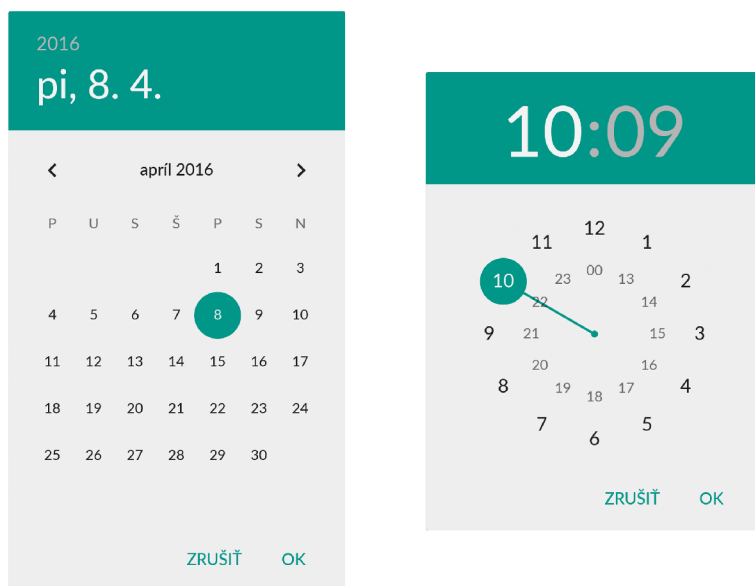 2016
pi, 8. 4.
apríl 2016
P U S Š P S N
1 2 3
4 5 6 7 8 9 10
11 12 13 14 15 16 17
18 19 20 21 22 23 24
25 26 27 28 29 30
ZRUŠIŤ OK
10:09
12
11 1
00
23 13
10 2
22 14
9 21 15 3
20 16
8 4
19 17
18
7 5
6
ZRUŠIŤ OK